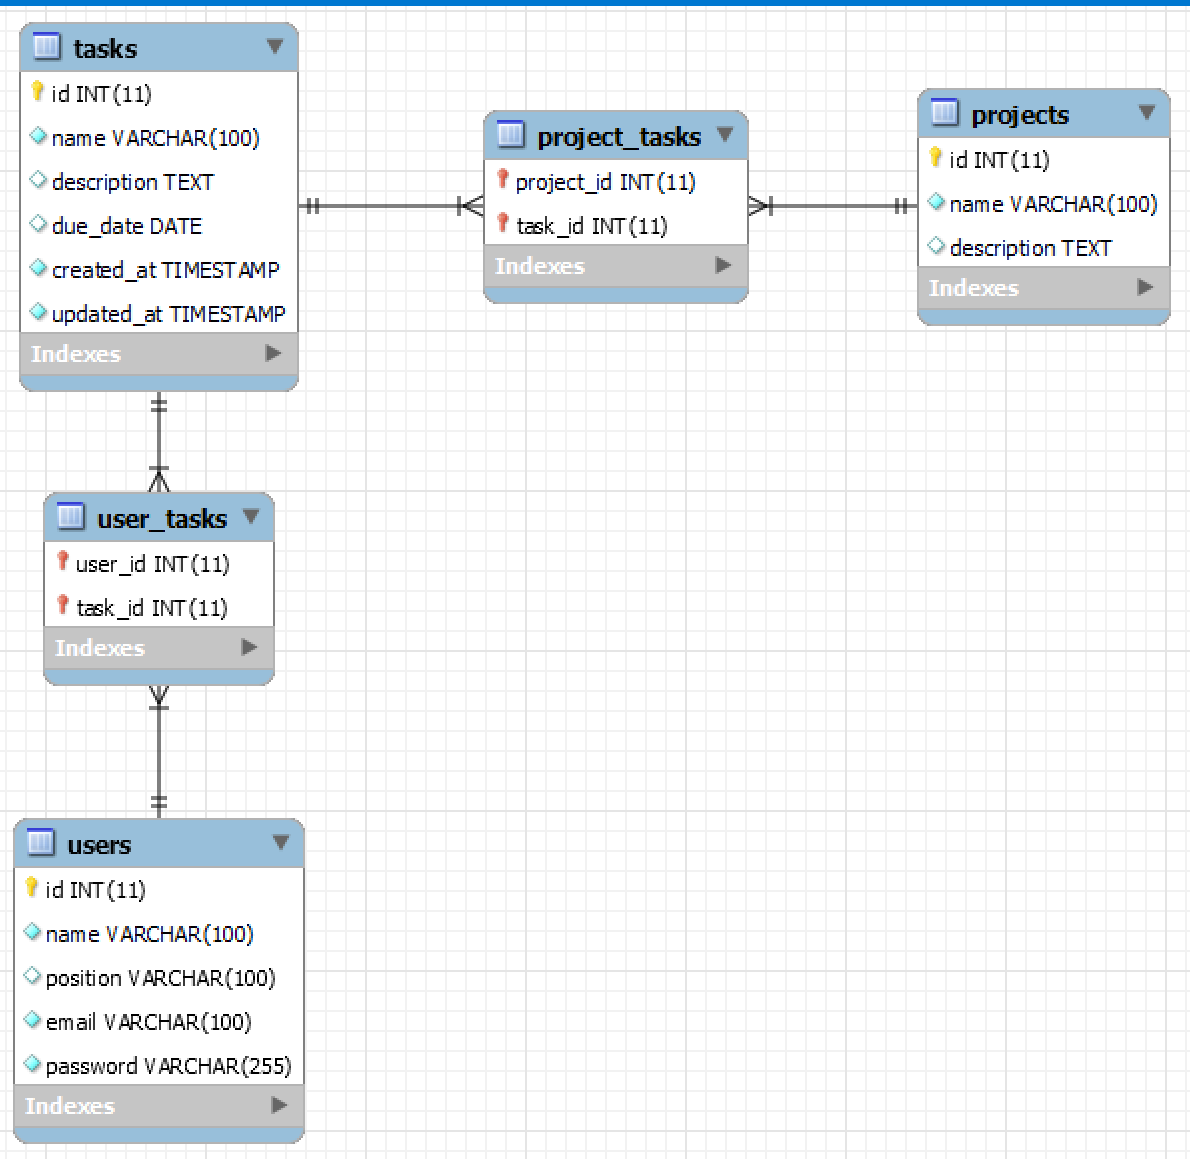 tasks
id INT(11)
name VARCHAR(100)
description TEXT
due_date DATE
created_at TIMESTAMP
updated_at TIMESTAMP
Indexes
project_tasks
project_id INT(11)
task_id INT(11)
Indexes
projects
id INT(11)
name VARCHAR(100)
description TEXT
Indexes
user_tasks
user_id INT(11)
task_id INT(11)
Indexes
users
id INT(11)
name VARCHAR(100)
position VARCHAR(100)
email VARCHAR(100)
password VARCHAR(255)
Indexes